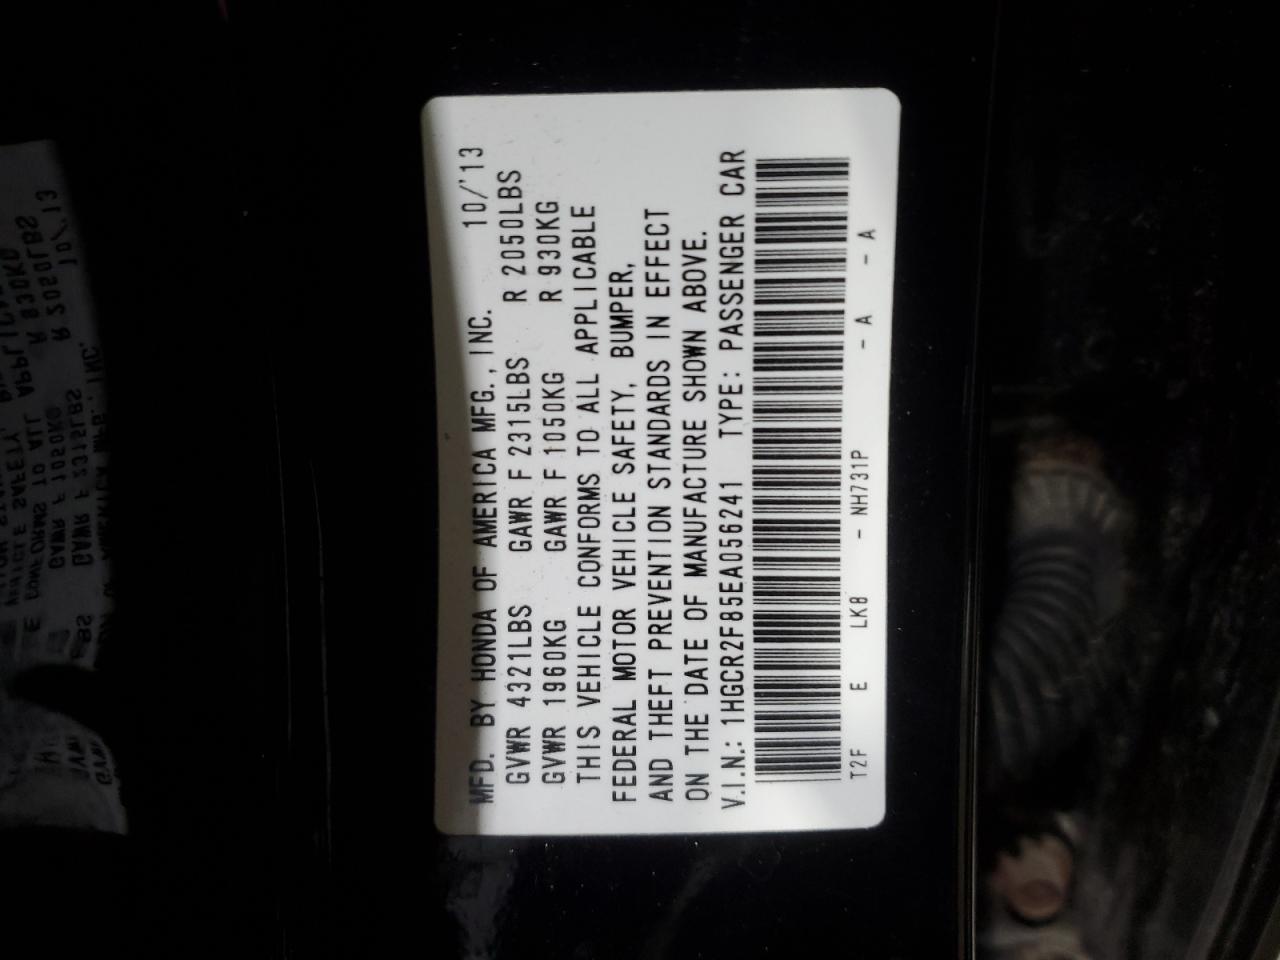 MFD. BY HONDA OF AMERICA MFG., INC. 10/'13
GVWR 4321LBS GAWR F 2315LBS R 2050LBS
GVWR 1960KG GAWR F 1050KG R 930KG
THIS VEHICLE CONFORMS TO ALL APPLICABLE
FEDERAL MOTOR VEHICLE SAFETY, BUMPER,
AND THEFT PREVENTION STANDARDS IN EFFECT
ON THE DATE OF MANUFACTURE SHOWN ABOVE.
V.I.N.: 1HGCR2F85EA056241 TYPE: PASSENGER CAR
T2F E LK8 - NH731P - A - A